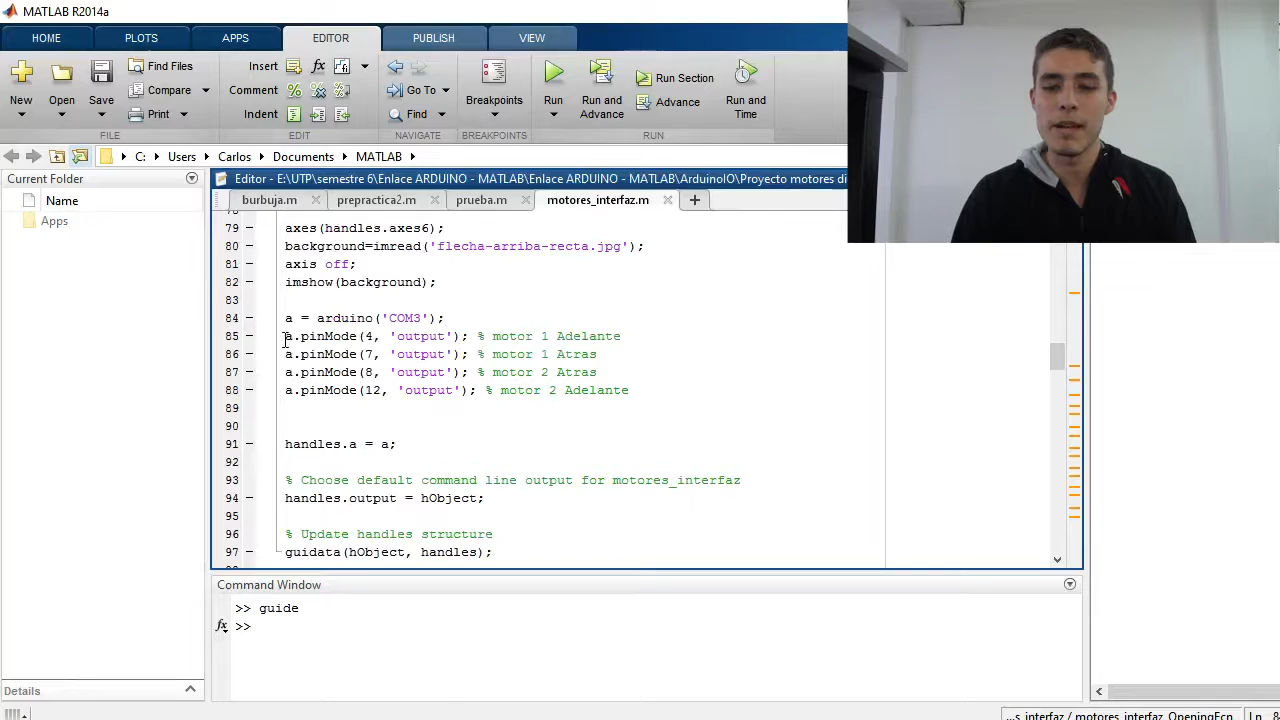 MATLAB R2014a
HOME PLOTS APPS EDITOR PUBLISH VIEW
New Open Save Find Files Compare Print Insert Comment Indent Go To Find Breakpoints Run Run and Advance Run Section Advance Run and Time
FILE EDIT NAVIGATE BREAKPOINTS RUN
C: Users Carlos Documents MATLAB
Current Folder
Name
Apps
Details
Editor - E:\UTP\semestre 6\Enlace ARDUINO - MATLAB\Enlace ARDUINO - MATLAB\ArduinoIO\Proyecto motores di
burbuja.m prepractica2.m prueba.m motores_interfaz.m
78
79 axes(handles.axes6);
80 background=imread('flecha-arriba-recta.jpg');
81 axis off;
82 imshow(background);
83
84 a = arduino('COM3');
85 a.pinMode(4, 'output'); % motor 1 Adelante
86 a.pinMode(7, 'output'); % motor 1 Atras
87 a.pinMode(8, 'output'); % motor 2 Atras
88 a.pinMode(12, 'output'); % motor 2 Adelante
89
90
91 handles.a = a;
92
93 % Choose default command line output for motores_interfaz
94 handles.output = hObject;
95
96 % Update handles structure
97 guidata(hObject, handles);
Command Window
>> guide
fx >>
...s_interfaz / motores_interfaz_OpeningFcn Ln 8